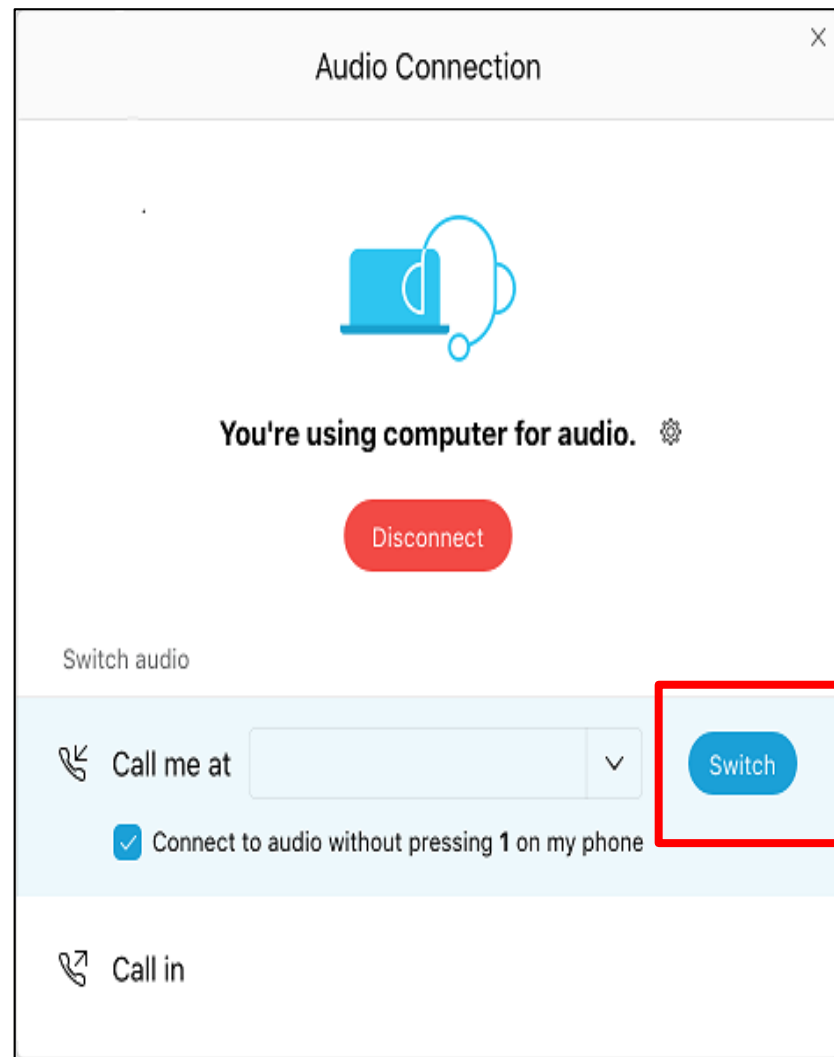 Audio Connection
You're using computer for audio.
Disconnect
Switch audio
Call me at
Switch
Connect to audio without pressing 1 on my phone
Call in